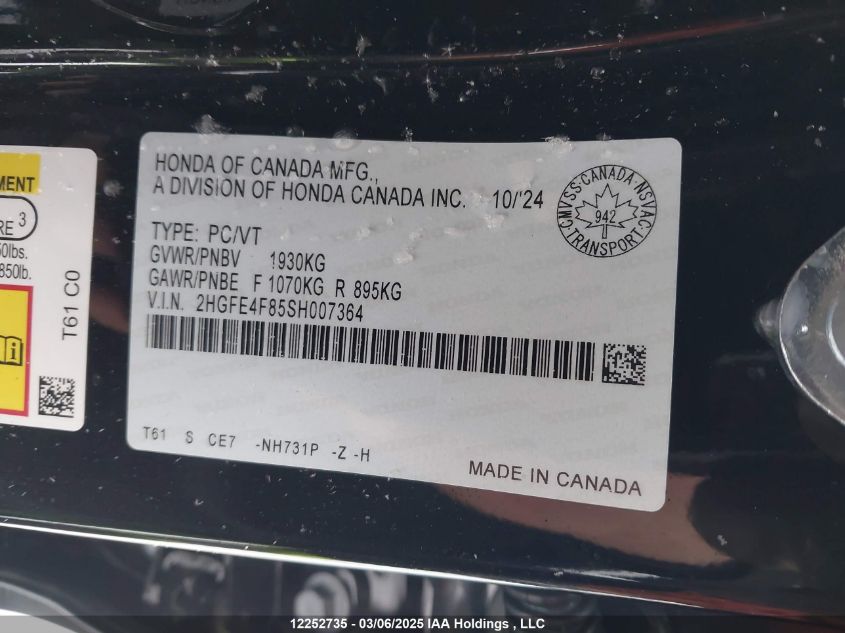 MENT
RE 3
50lbs.
850lb.
T61 C0
HONDA OF CANADA MFG.,
A DIVISION OF HONDA CANADA INC. 10/'24
TYPE: PC/VT
GVWR/PNBV 1930KG
GAWR/PNBE F 1070KG R 895KG
V.I.N. 2HGFE4F85SH007364
CMVSS-CANADA-NSVAC
942
TRANSPORT
T61 S CE7 -NH731P -Z -H
MADE IN CANADA
12252735 - 03/06/2025 IAA Holdings , LLC